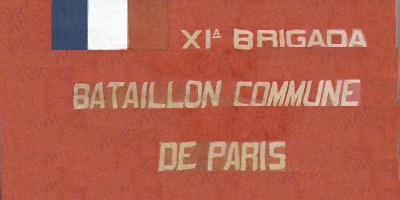 XIª BRIGADA
BATAILLON COMMUNE
DE PARIS